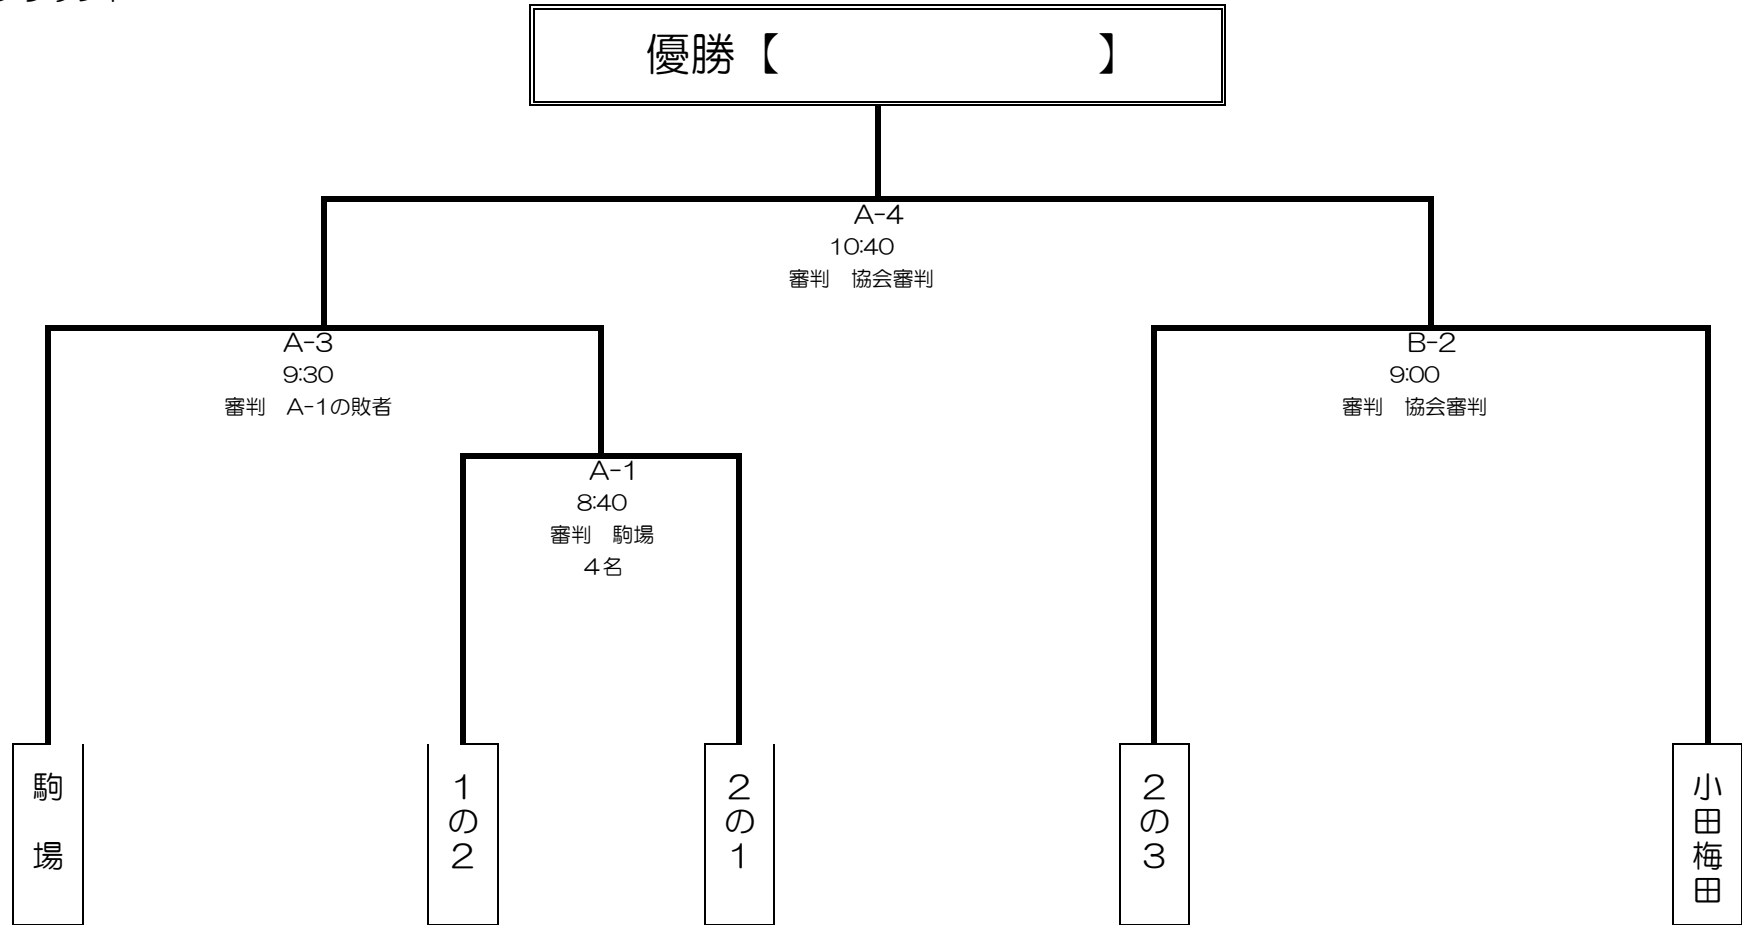 優勝【　　　　　　　】
A-4
10:40
審判　協会審判
A-3
9:30
審判　A-1の敗者
B-2
9:00
審判　協会審判
A-1
8:40
審判　駒場
4名
駒場
1の2
2の1
2の3
小田梅田